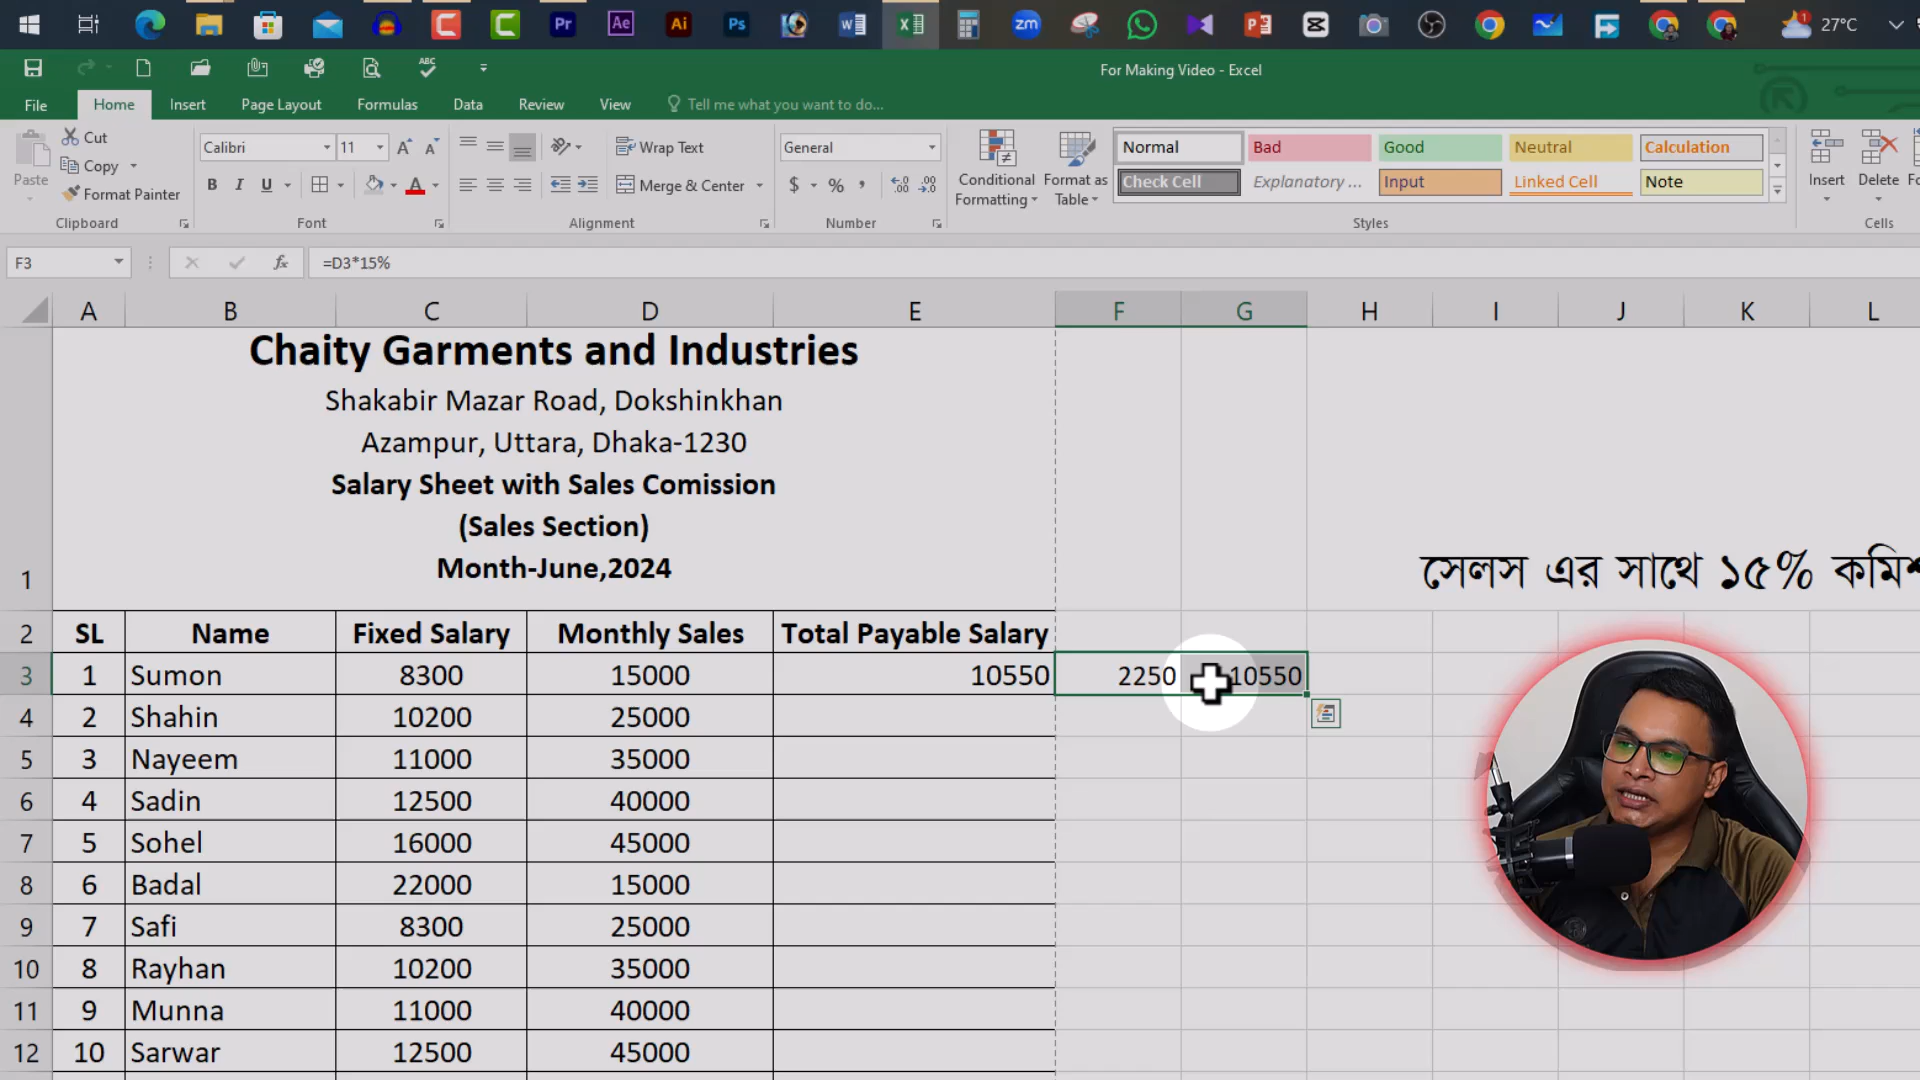 27°C
For Making Video - Excel
File Home Insert Page Layout Formulas Data Review View Tell me what you want to do...
Paste Cut Copy Format Painter Clipboard
Calibri 11 B I U Font
Wrap Text Merge & Center Alignment
General $ % , Number
Conditional Formatting Format as Table
Normal Bad Good Neutral Calculation
Check Cell Explanatory ... Input Linked Cell Note
Styles
Insert Delete Cells
F3 fx =D3*15%
A B C D E F G H I J K L
Chaity Garments and Industries
Shakabir Mazar Road, Dokshinkhan
Azampur, Uttara, Dhaka-1230
Salary Sheet with Sales Comission
(Sales Section)
Month-June,2024
1 সেলস এর সাথে ১৫%
2 SL Name Fixed Salary Monthly Sales Total Payable Salary
3 1 Sumon 8300 15000 10550 2250 10550
4 2 Shahin 10200 25000
5 3 Nayeem 11000 35000
6 4 Sadin 12500 40000
7 5 Sohel 16000 45000
8 6 Badal 22000 15000
9 7 Safi 8300 25000
10 8 Rayhan 10200 35000
11 9 Munna 11000 40000
12 10 Sarwar 12500 45000